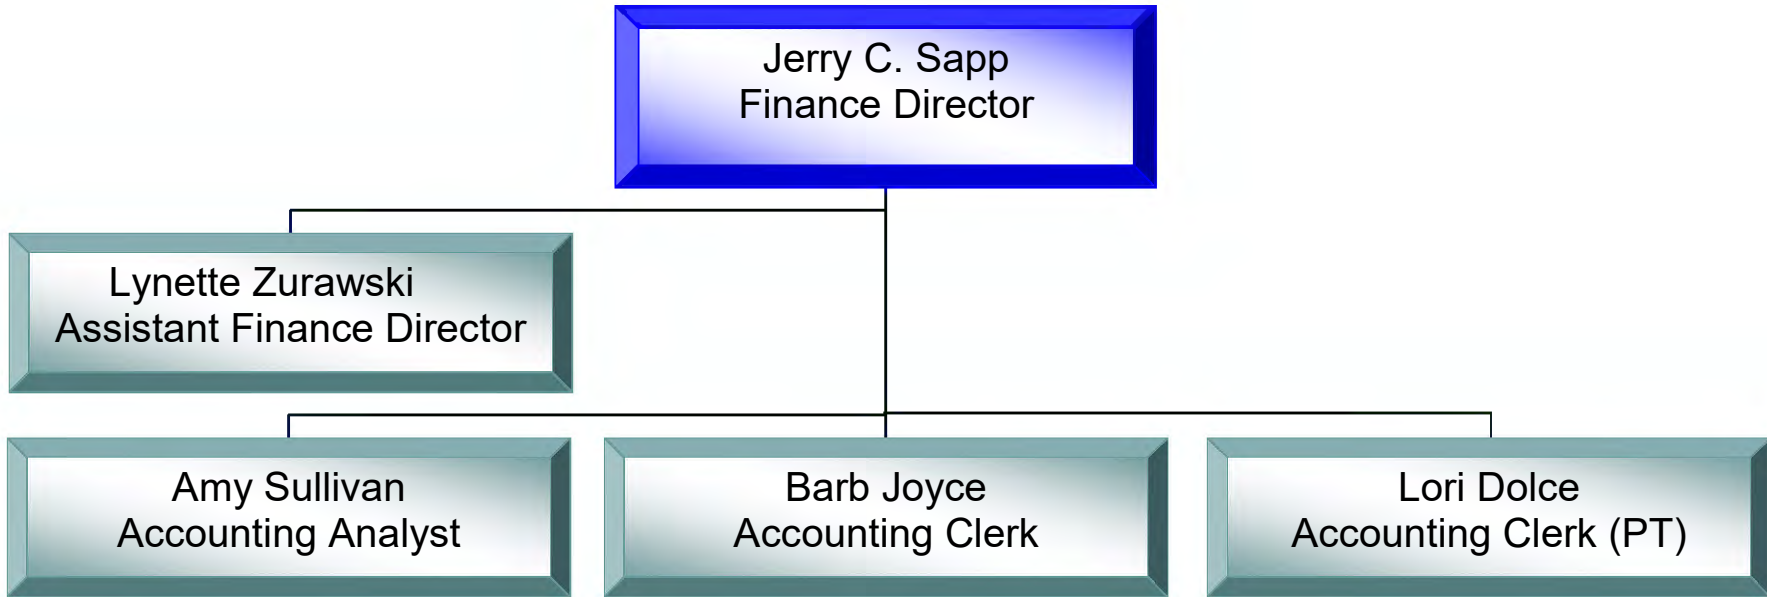 Jerry C. Sapp
Finance Director
Lynette Zurawski
Assistant Finance Director
Amy Sullivan
Accounting Analyst
Barb Joyce
Accounting Clerk
Lori Dolce
Accounting Clerk (PT)